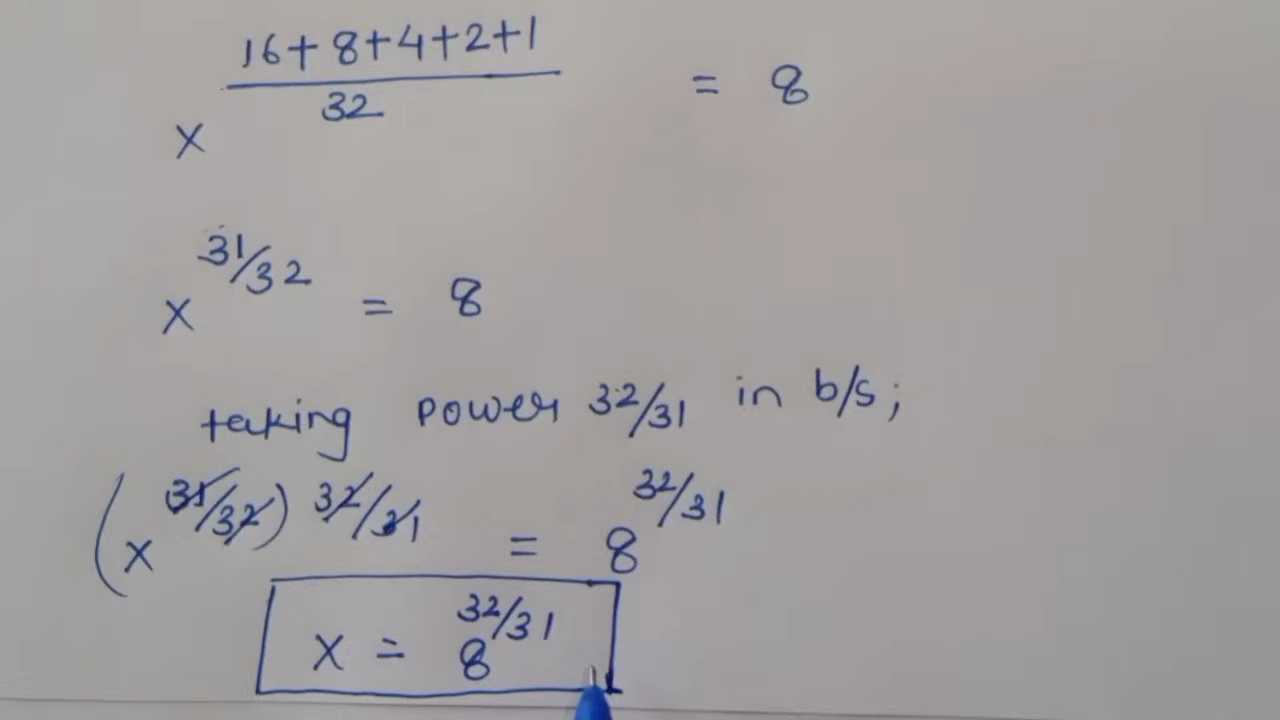 16+8+4+2+1
32
x = 8
x^31/32 = 8
taking power 32/31 in b/s;
(x^31/32)^32/31 = 8^32/31
x = 8^32/31